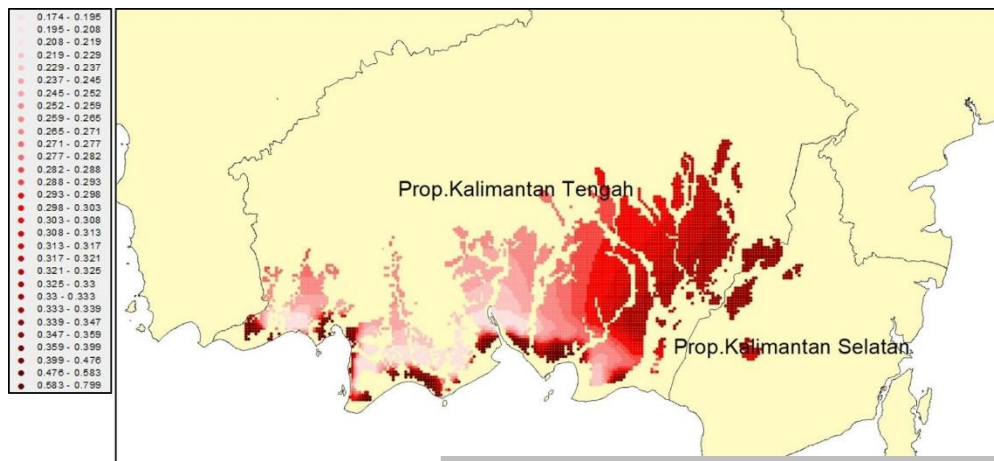 0.174 - 0.195
0.195 - 0.208
0.208 - 0.219
0.219 - 0.229
0.229 - 0.237
0.237 - 0.245
0.245 - 0.252
0.252 - 0.259
0.259 - 0.265
0.265 - 0.271
0.271 - 0.277
0.277 - 0.282
0.282 - 0.288
0.288 - 0.293
0.293 - 0.298
0.298 - 0.303
0.303 - 0.308
0.308 - 0.313
0.313 - 0.317
0.317 - 0.321
0.321 - 0.325
0.325 - 0.33
0.33 - 0.333
0.333 - 0.339
0.339 - 0.347
0.347 - 0.359
0.359 - 0.399
0.399 - 0.476
0.476 - 0.583
0.583 - 0.799
Prop.Kalimantan Tengah
Prop.Kalimantan Selatan